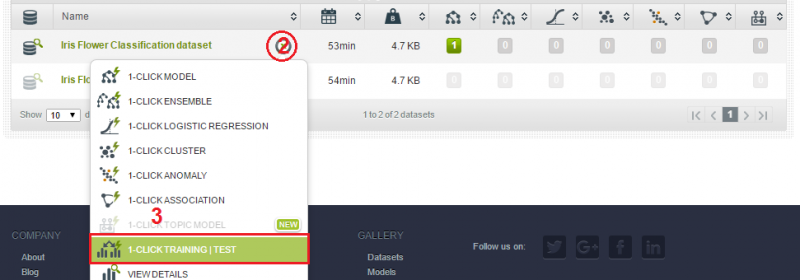 Name
Iris Flower Classification dataset 2 53min 4.7 KB 1 0 0 0 0 0 0
Iris Flo 54min 4.7 KB 0 0 0 0 0 0 0
Show 10 d 1 to 2 of 2 datasets 1
1-CLICK MODEL
1-CLICK ENSEMBLE
1-CLICK LOGISTIC REGRESSION
1-CLICK CLUSTER
1-CLICK ANOMALY
1-CLICK ASSOCIATION
3
1-CLICK TOPIC MODEL NEW
1-CLICK TRAINING | TEST
VIEW DETAILS
COMPANY
About
Blog
GALLERY
Datasets
Models
Follow us on: